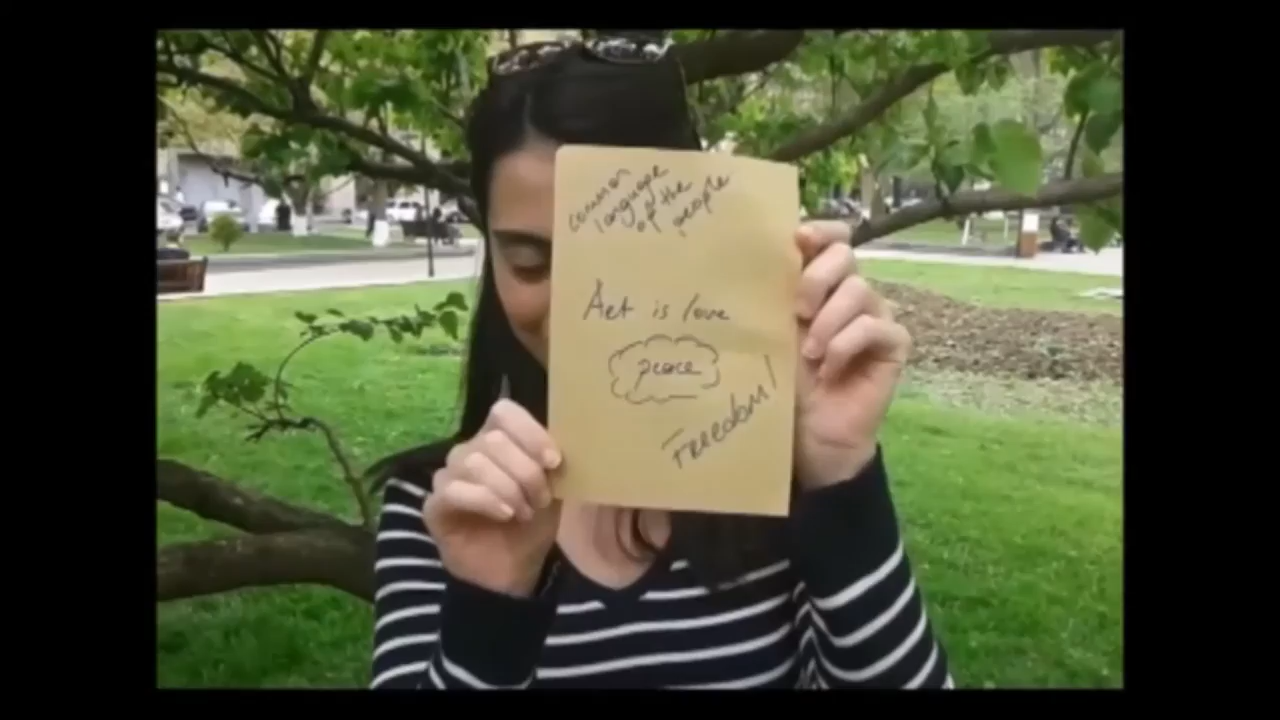 common
language
of the
people
Art is love
peace
Freedom!